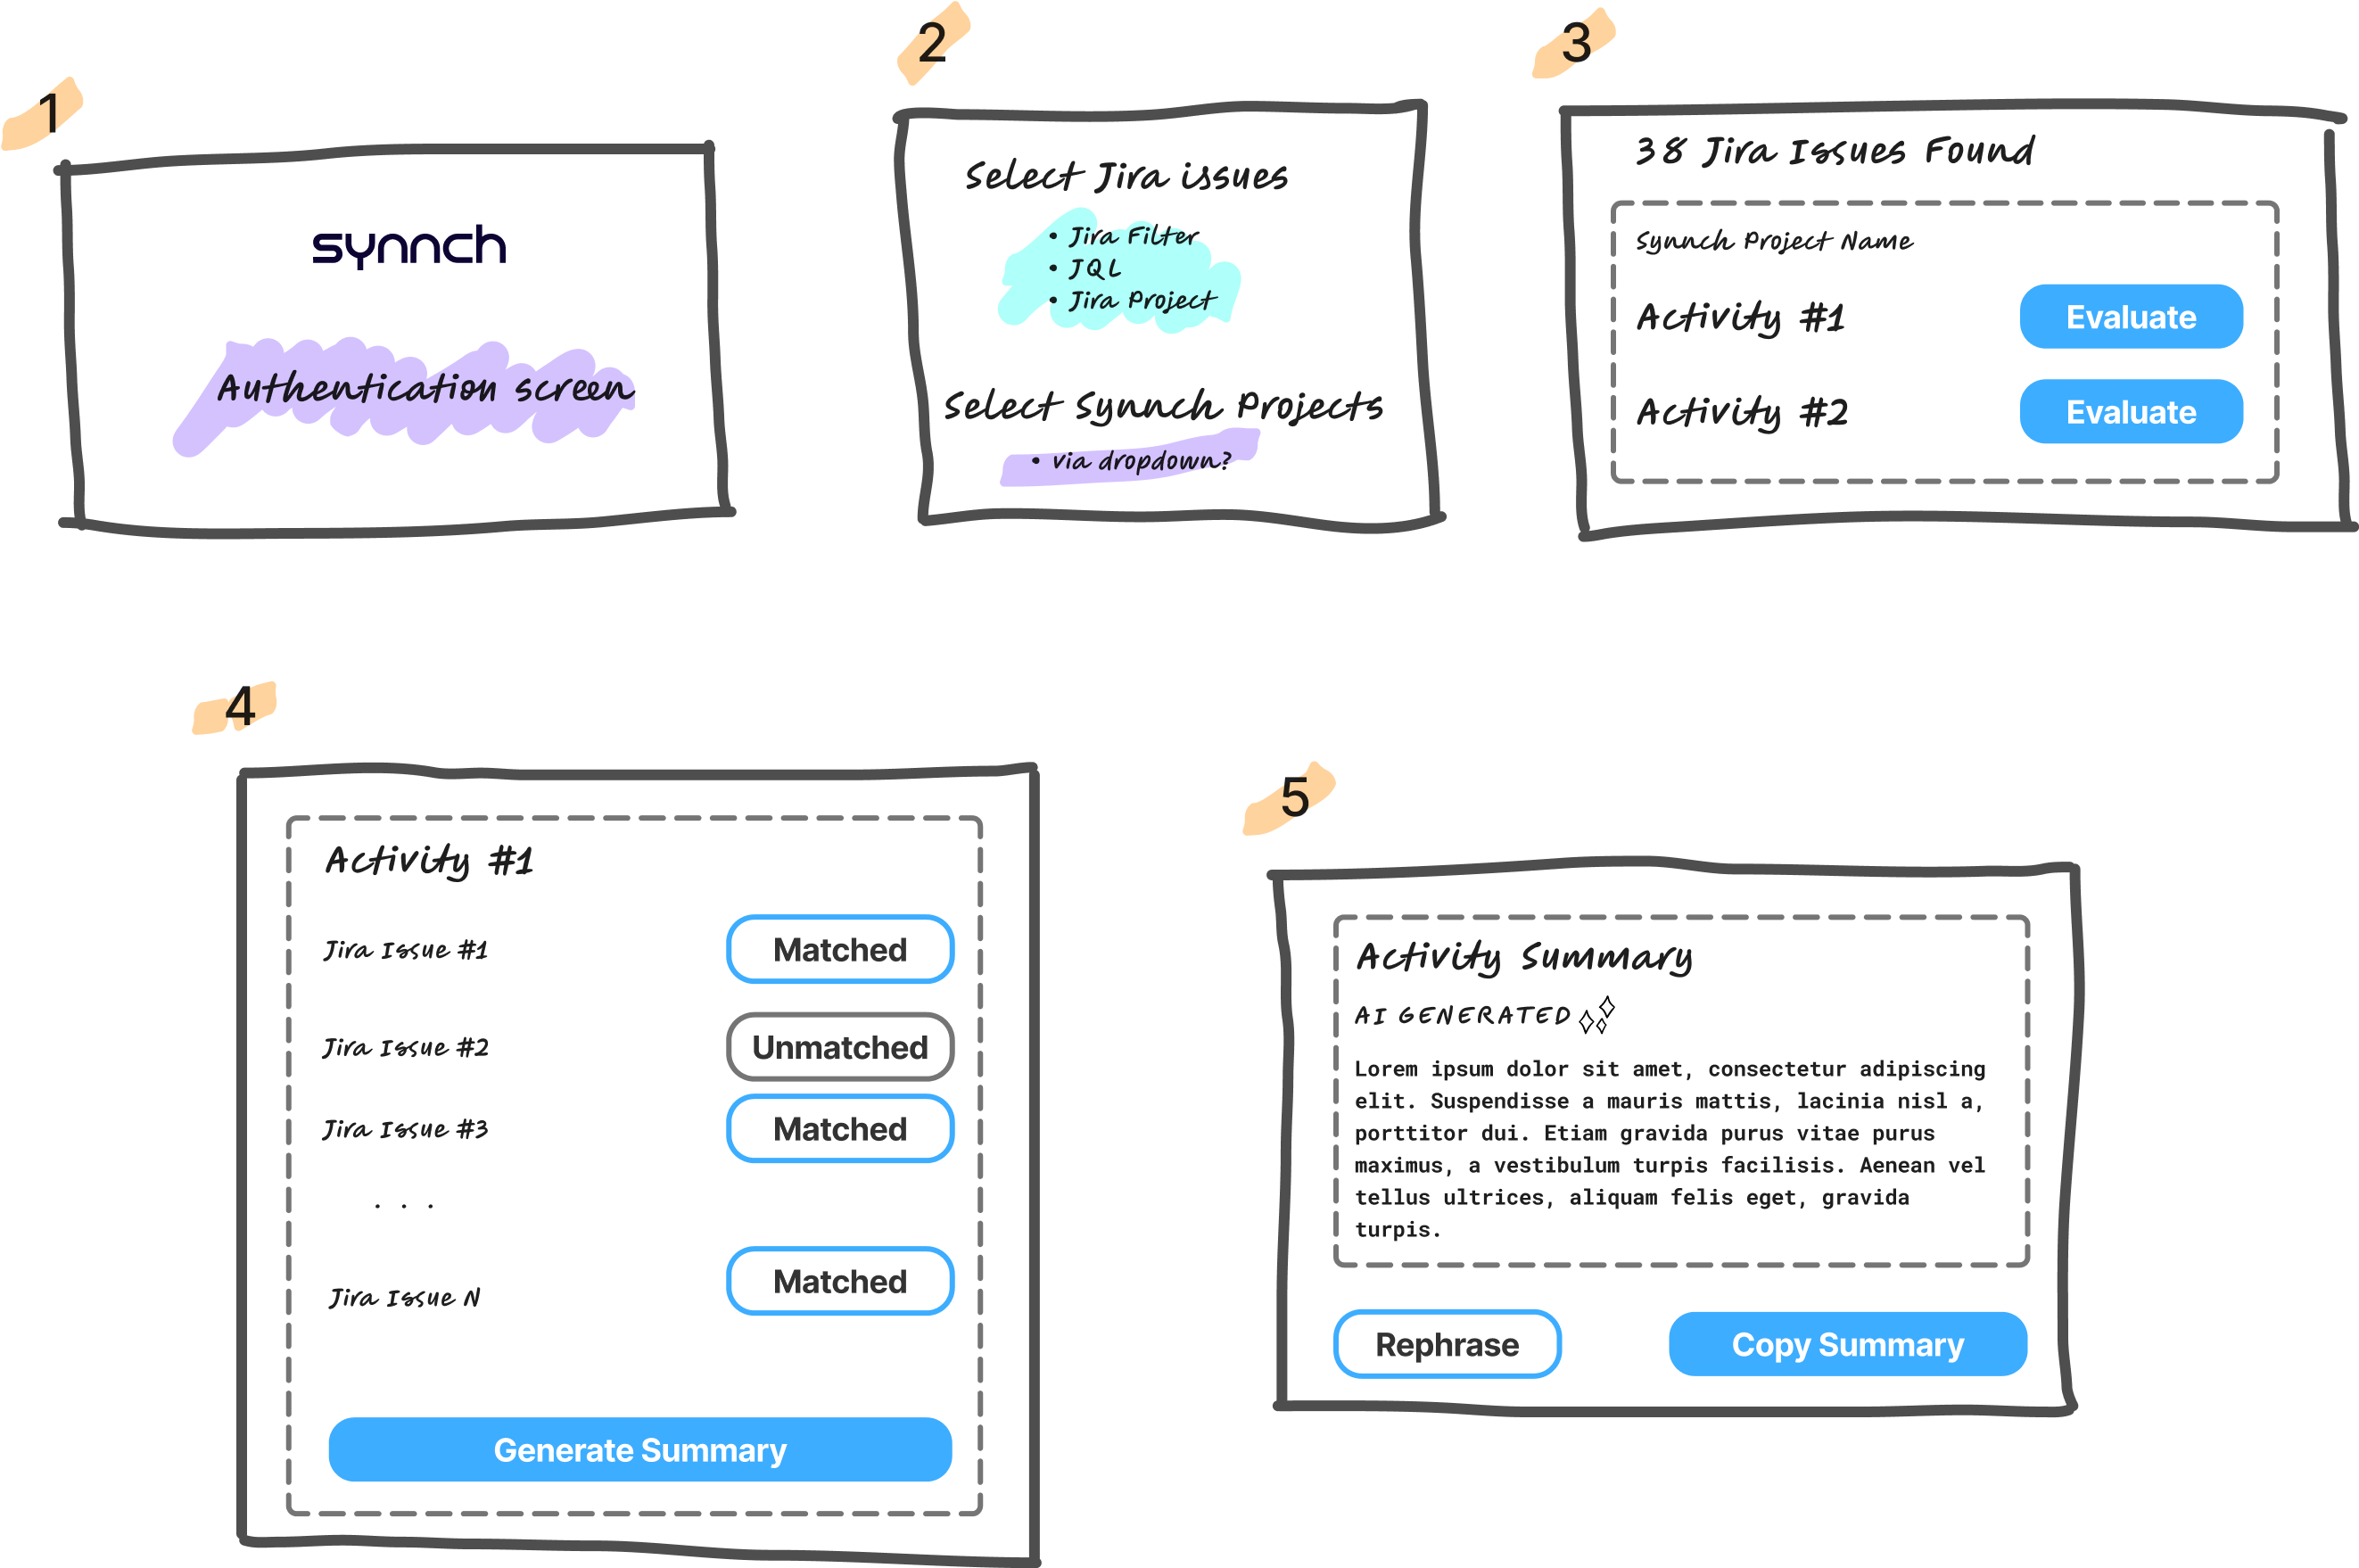 1
synnch
Authentication screen
2
Select Jira issues
• Jira Filter
• JQL
• Jira Project
Select Synnch Projects
• via dropdown?
3
38 Jira Issues Found
Synnch Project Name
Activity #1
Evaluate
Activity #2
Evaluate
4
Activity #1
Jira Issue #1
Matched
Jira Issue #2
Unmatched
Jira Issue #3
Matched
. . .
Jira Issue N
Matched
Generate Summary
5
Activity Summary
AI GENERATED
Lorem ipsum dolor sit amet, consectetur adipiscing
elit. Suspendisse a mauris mattis, lacinia nisl a,
porttitor dui. Etiam gravida purus vitae purus
maximus, a vestibulum turpis facilisis. Aenean vel
tellus ultrices, aliquam felis eget, gravida
turpis.
Rephrase
Copy Summary